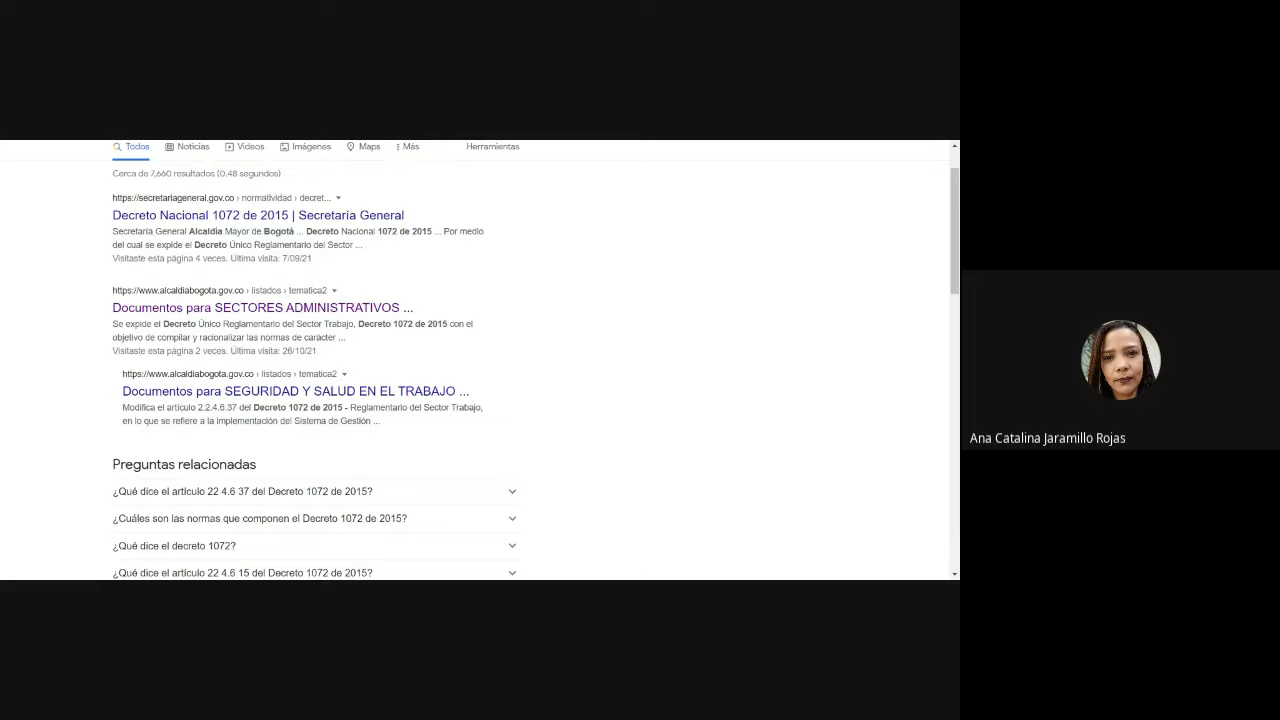 Todos Noticias Videos Imágenes Maps Más Herramientas
Cerca de 7,660 resultados (0.48 segundos)
https://secretariageneral.gov.co › normatividad › decret...
Decreto Nacional 1072 de 2015 | Secretaría General
Secretaría General Alcaldía Mayor de Bogotá ... Decreto Nacional 1072 de 2015 ... Por medio
del cual se expide el Decreto Único Reglamentario del Sector ...
Visitaste esta página 4 veces. Última visita: 7/09/21
https://www.alcaldiabogota.gov.co › listados › tematica2
Documentos para SECTORES ADMINISTRATIVOS ...
Se expide el Decreto Único Reglamentario del Sector Trabajo, Decreto 1072 de 2015 con el
objetivo de compilar y racionalizar las normas de carácter ...
Visitaste esta página 2 veces. Última visita: 26/10/21
https://www.alcaldiabogota.gov.co › listados › tematica2
Documentos para SEGURIDAD Y SALUD EN EL TRABAJO ...
Modifica el artículo 2.2.4.6.37 del Decreto 1072 de 2015 - Reglamentario del Sector Trabajo,
en lo que se refiere a la implementación del Sistema de Gestión ...
Preguntas relacionadas
¿Qué dice el artículo 22 4.6 37 del Decreto 1072 de 2015?
¿Cuáles son las normas que componen el Decreto 1072 de 2015?
¿Qué dice el decreto 1072?
¿Qué dice el artículo 22 4.6 15 del Decreto 1072 de 2015?
Ana Catalina Jaramillo Rojas